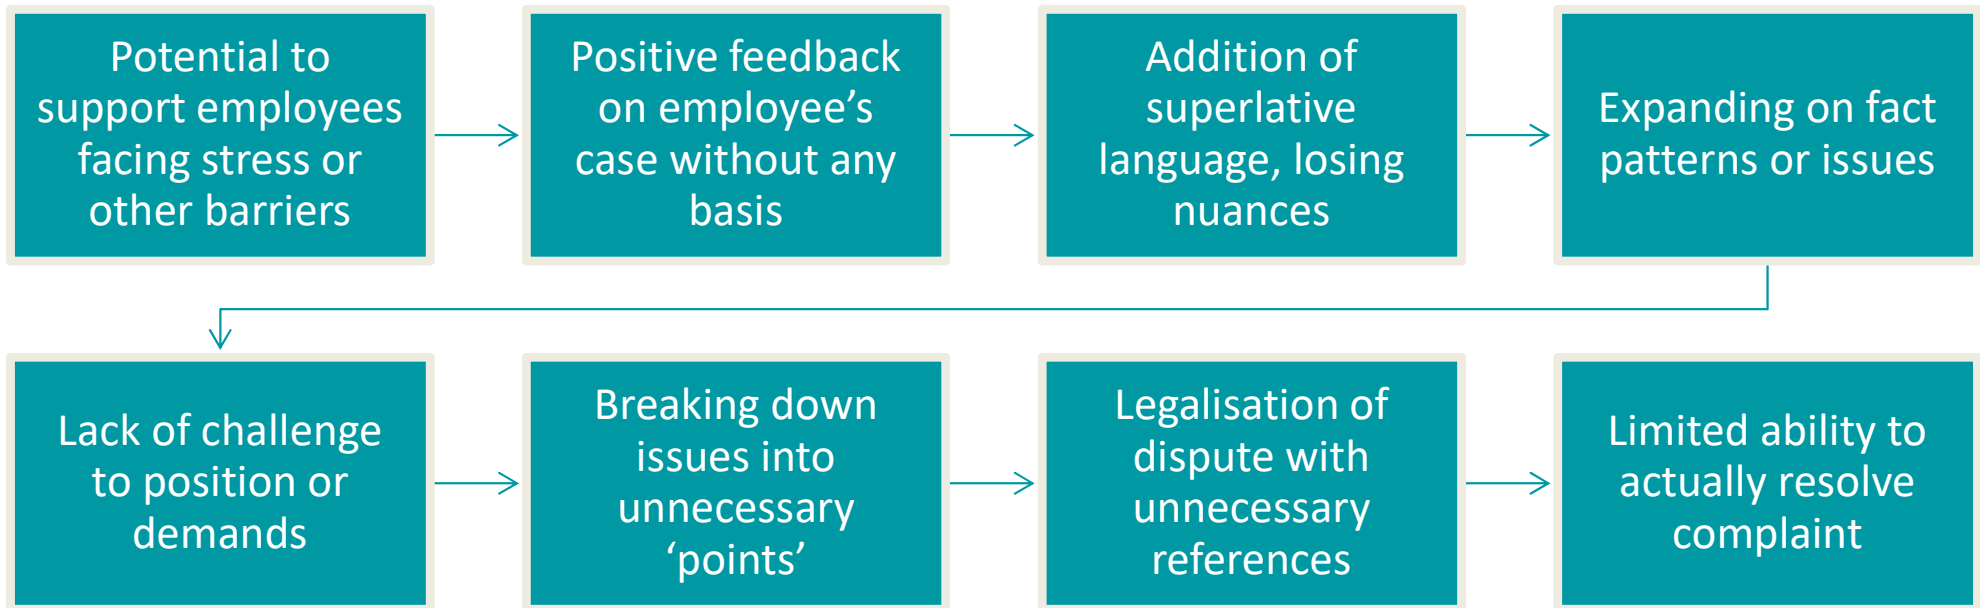 Potential to
support employees
facing stress or
other barriers
Positive feedback
on employee’s
case without any
basis
Addition of
superlative
language, losing
nuances
Expanding on fact
patterns or issues
Lack of challenge
to position or
demands
Breaking down
issues into
unnecessary
‘points’
Legalisation of
dispute with
unnecessary
references
Limited ability to
actually resolve
complaint